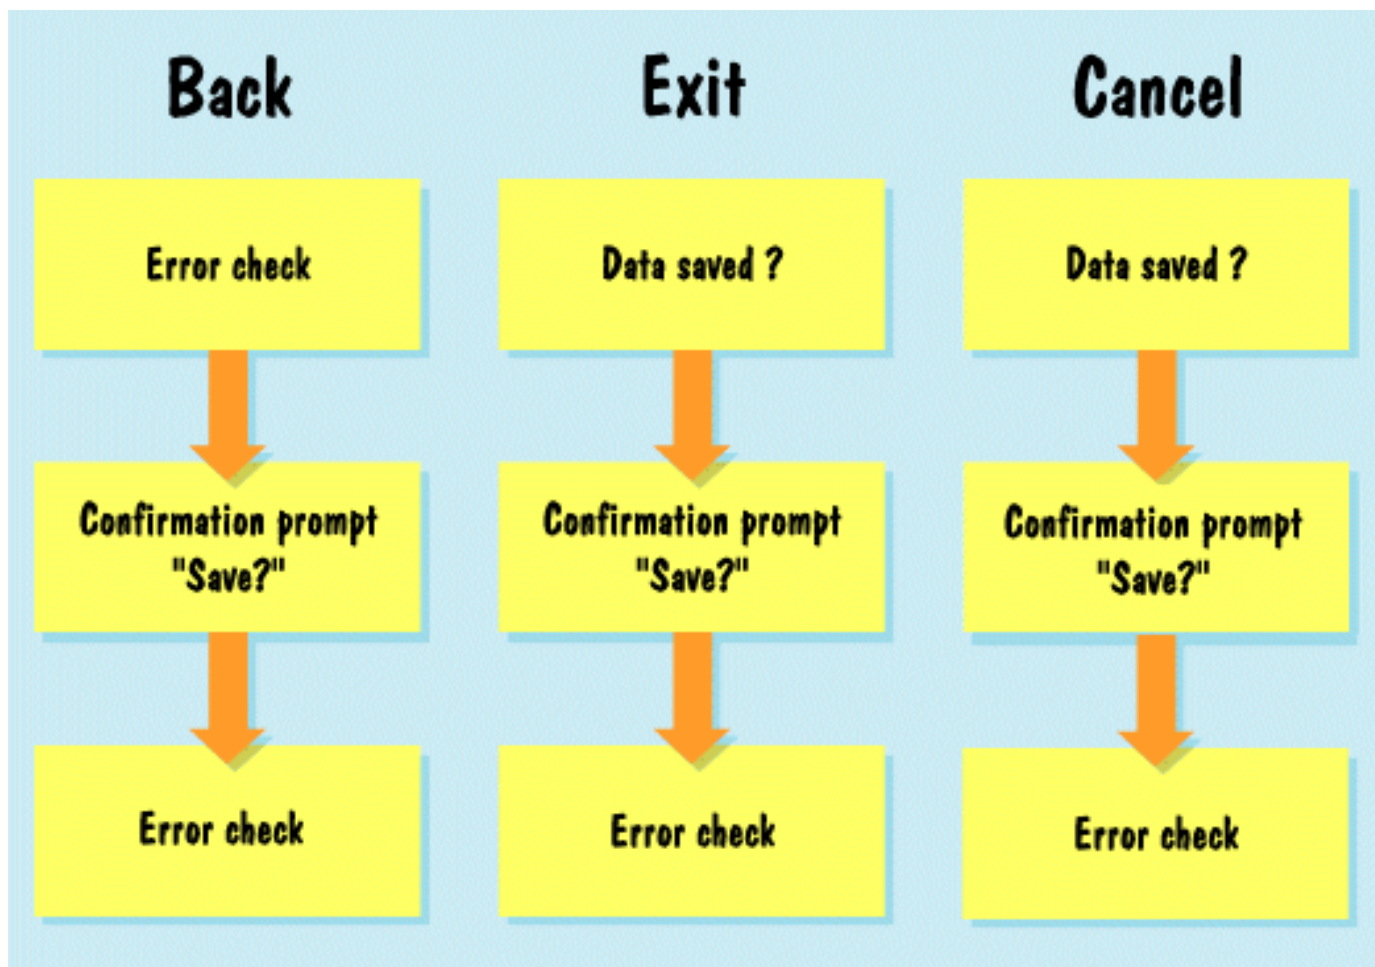 Back
Exit
Cancel
Error check
Data saved ?
Data saved ?
Confirmation prompt
"Save?"
Confirmation prompt
"Save?"
Confirmation prompt
"Save?"
Error check
Error check
Error check